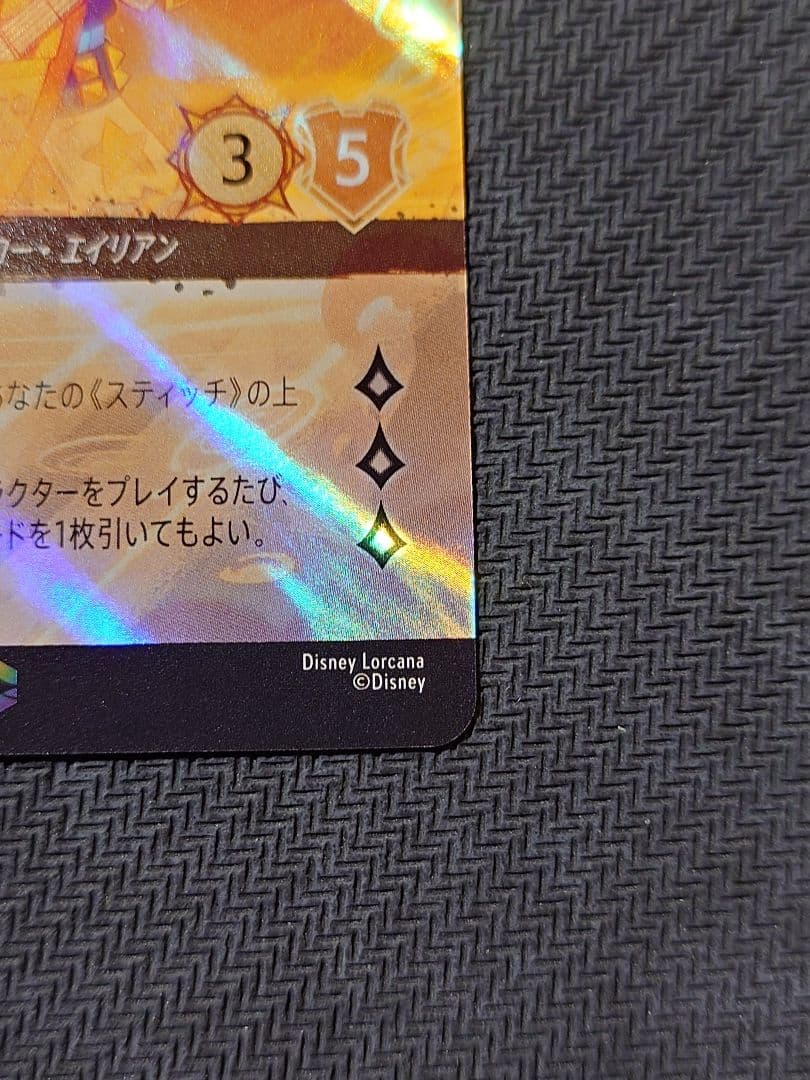 3 5
ー・エイリアン
なたの《スティッチ》の上
クターをプレイするたび、
ドを1枚引いてもよい。
Disney Lorcana
©Disney